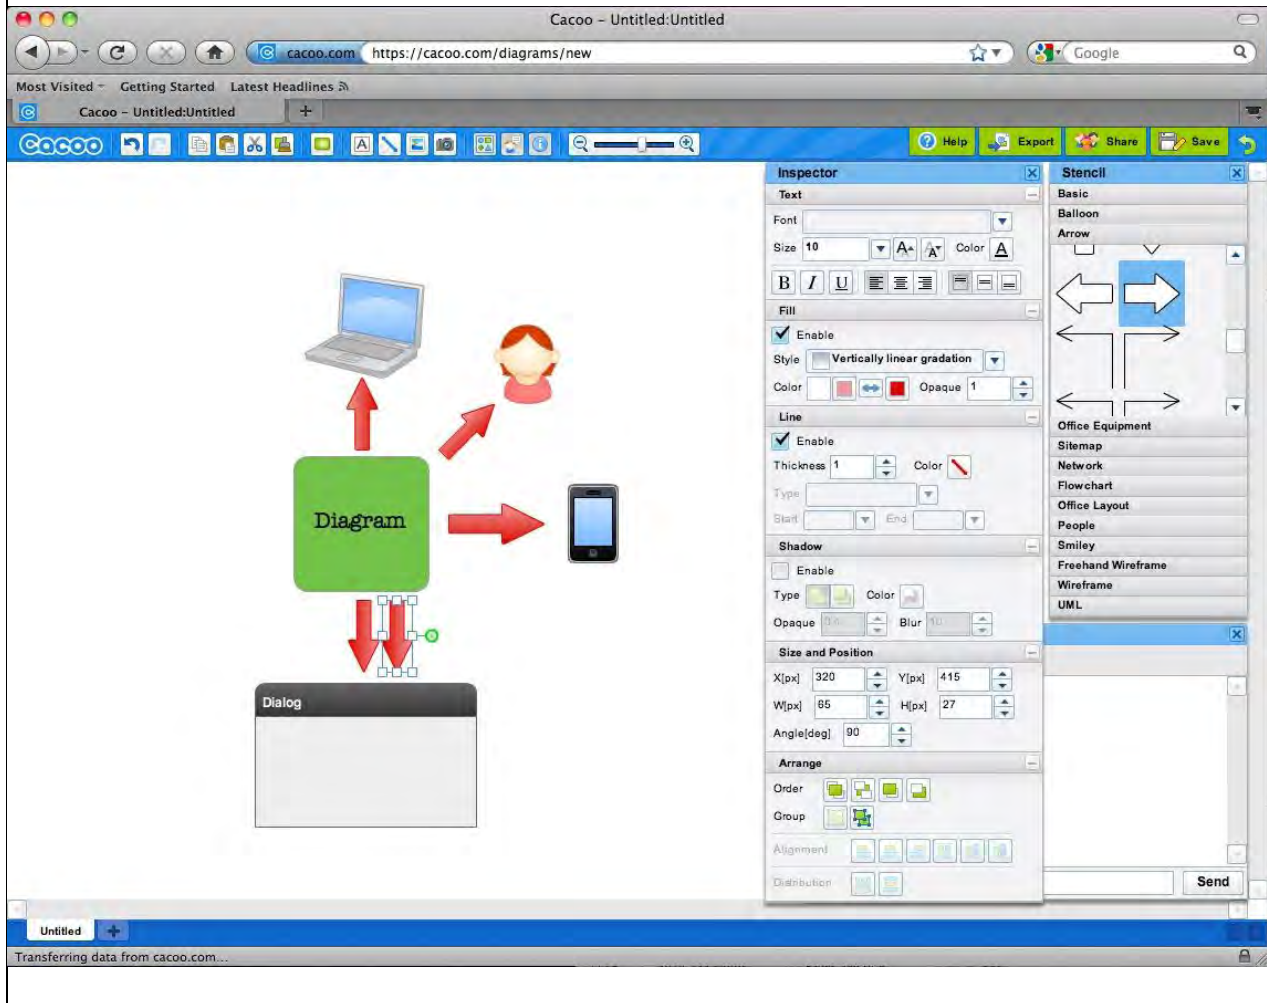 Cacoo – Untitled:Untitled
cacoo.com https://cacoo.com/diagrams/new Google
Most Visited Getting Started Latest Headlines
Cacoo – Untitled:Untitled +
Cacoo Help Export Share Save
Inspector
Text
Font
Size 10 Color A
B I U
Fill
Enable
Style Vertically linear gradation
Color Opaque 1
Line
Enable
Thickness 1 Color
Type
Start End
Shadow
Enable
Type Color
Opaque Blur 10
Size and Position
X[px] 320 Y[px] 415
W[px] 65 H[px] 27
Angle[deg] 90
Arrange
Order
Group
Alignment
Distribution
Stencil
Basic
Balloon
Arrow
Office Equipment
Sitemap
Network
Flowchart
Office Layout
People
Smiley
Freehand Wireframe
Wireframe
UML
Send
Diagram
Dialog
Untitled
Transferring data from cacoo.com...